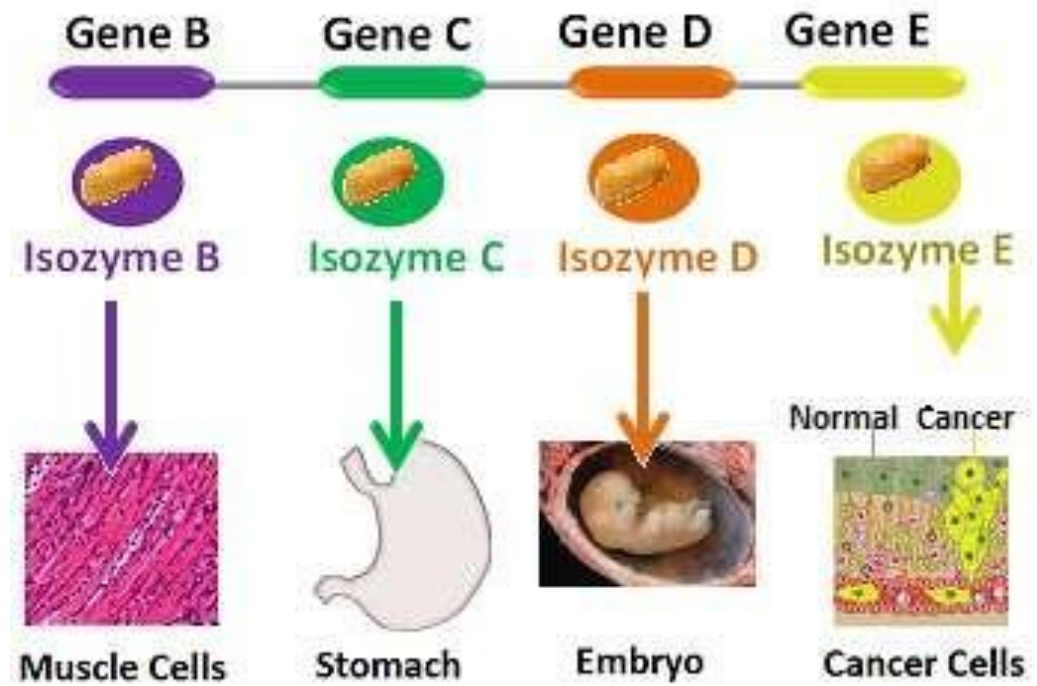 Gene B Gene C Gene D Gene E
Isozyme B Isozyme C Isozyme D Isozyme E
Normal Cancer
Muscle Cells Stomach Embryo Cancer Cells